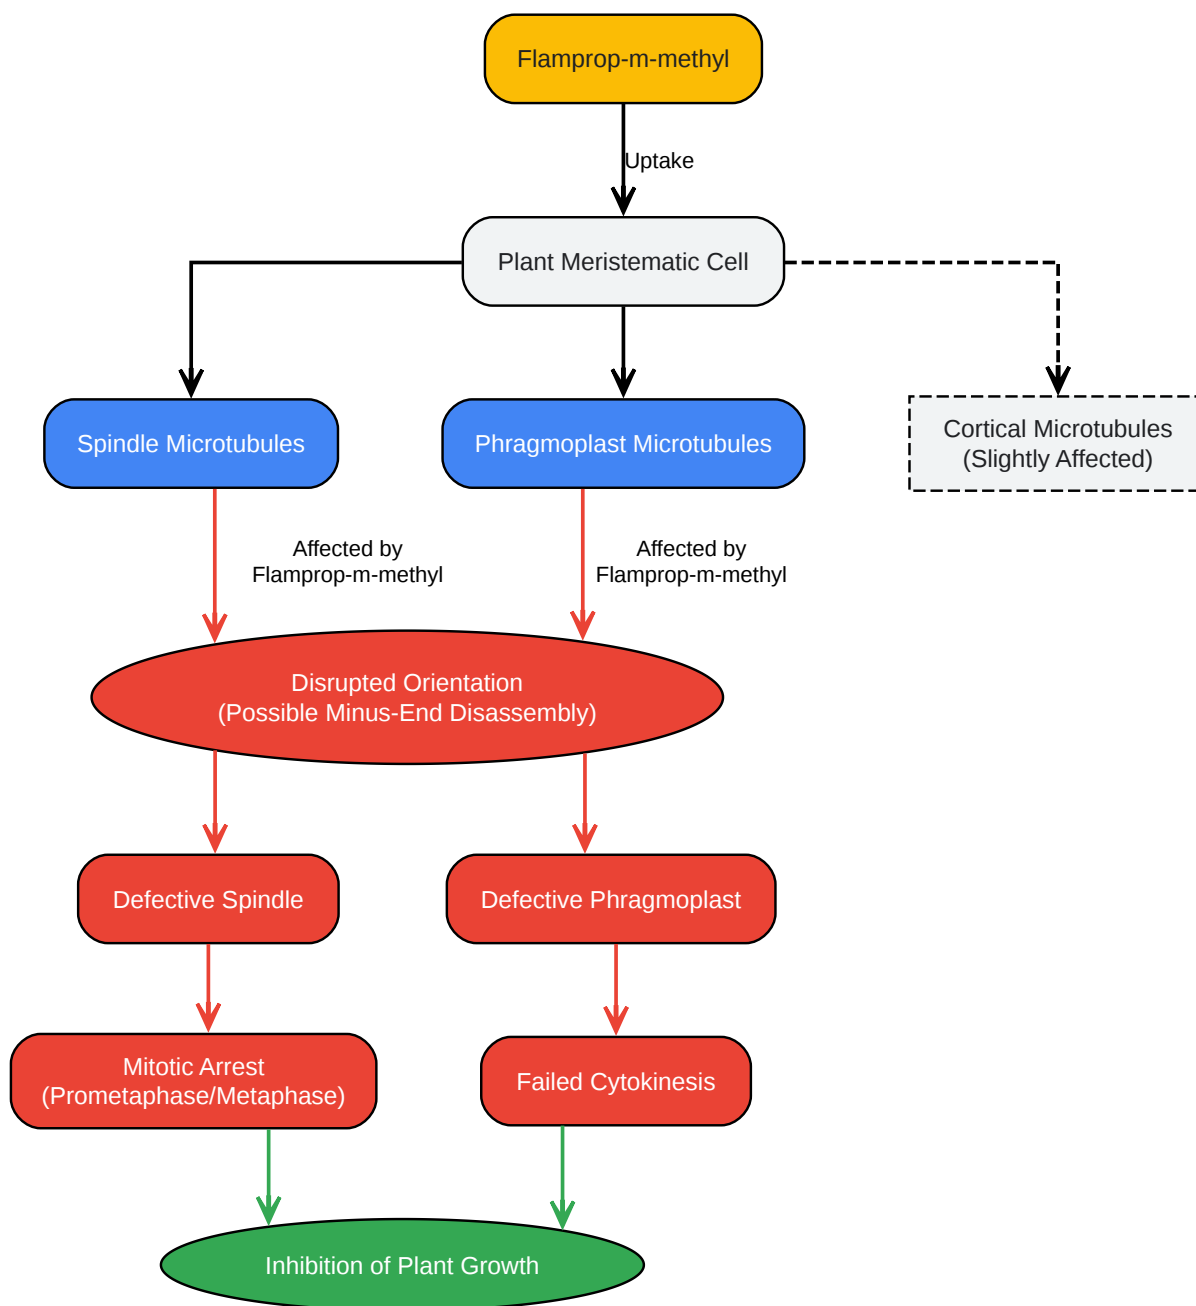 Flamprop-m-methyl
Uptake
Plant Meristematic Cell
Spindle Microtubules
Phragmoplast Microtubules
Cortical Microtubules
(Slightly Affected)
Affected by
Flamprop-m-methyl
Affected by
Flamprop-m-methyl
Disrupted Orientation
(Possible Minus-End Disassembly)
Defective Spindle
Defective Phragmoplast
Mitotic Arrest
(Prometaphase/Metaphase)
Failed Cytokinesis
Inhibition of Plant Growth